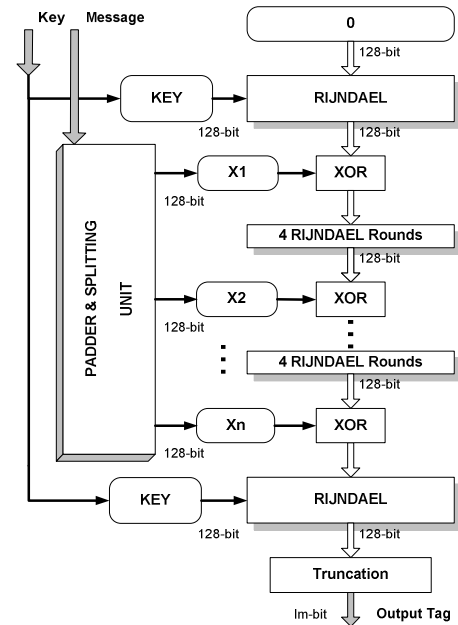 Key Message
0
128-bit
KEY
RIJNDAEL
128-bit
128-bit
X1
XOR
128-bit
4 RIJNDAEL Rounds
128-bit
PADDER & SPLITTING
UNIT
X2
XOR
128-bit
4 RIJNDAEL Rounds
128-bit
Xn
XOR
128-bit
KEY
RIJNDAEL
128-bit
128-bit
Truncation
lm-bit
Output Tag